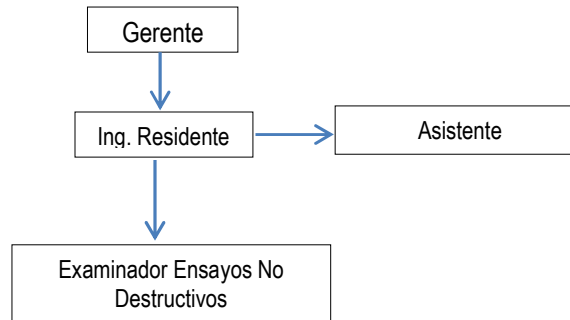 Gerente
Ing. Residente
Asistente
Examinador Ensayos No
Destructivos